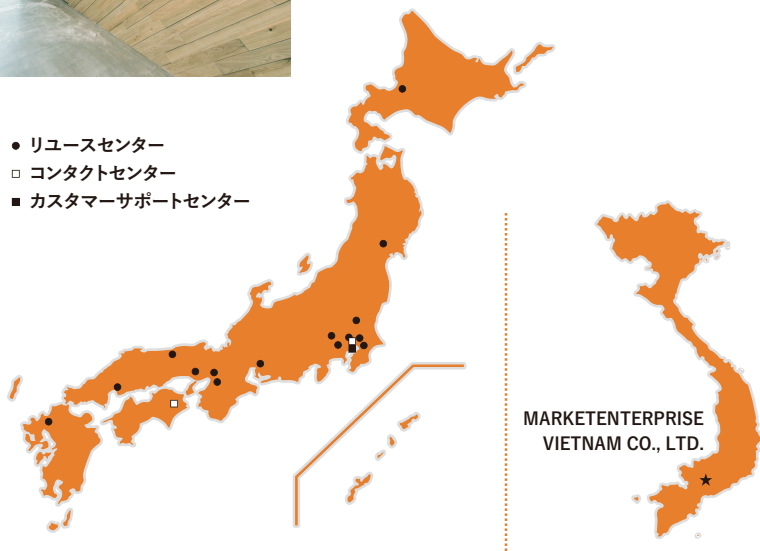 ● リユースセンター
□ コンタクトセンター
■ カスタマーサポートセンター
MARKETENTERPRISE
VIETNAM CO., LTD.